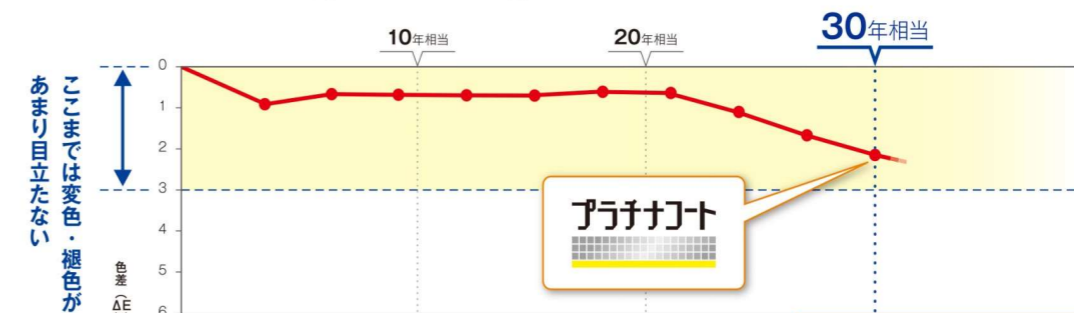 10年相当
20年相当
30年相当
ここまでは変色・褪色が
あまり目立たない
0
1
2
3
4
5
6
色差（ΔE
プラチナコート